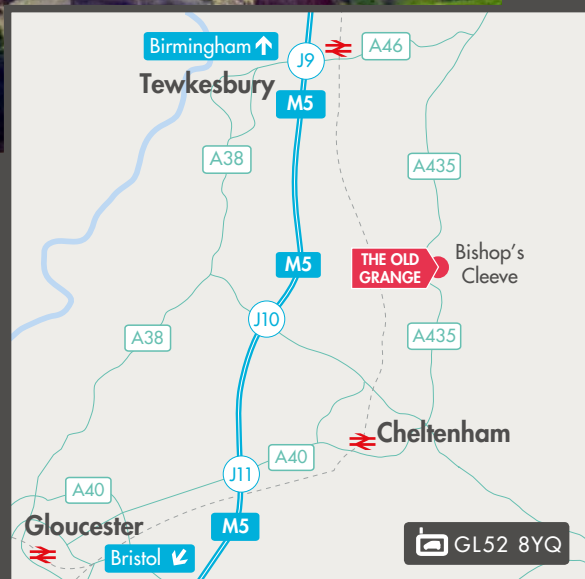 Birmingham
J9
A46
Tewkesbury
M5
A38
A435
M5
THE OLD
GRANGE
Bishop's
Cleeve
J10
A38
A435
Cheltenham
A40
J11
A40
Gloucester
M5
Bristol
GL52 8YQ